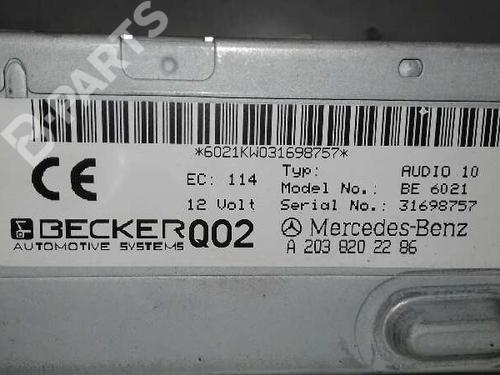 B-PARTS
*6021KW031698757*
CE
EC: 114
12 Volt
Typ: AUDIO 10
Model No.: BE 6021
Serial No.: 31698757
BECKER
AUTOMOTIVE SYSTEMS
Q02
Mercedes-Benz
A 203 820 22 86